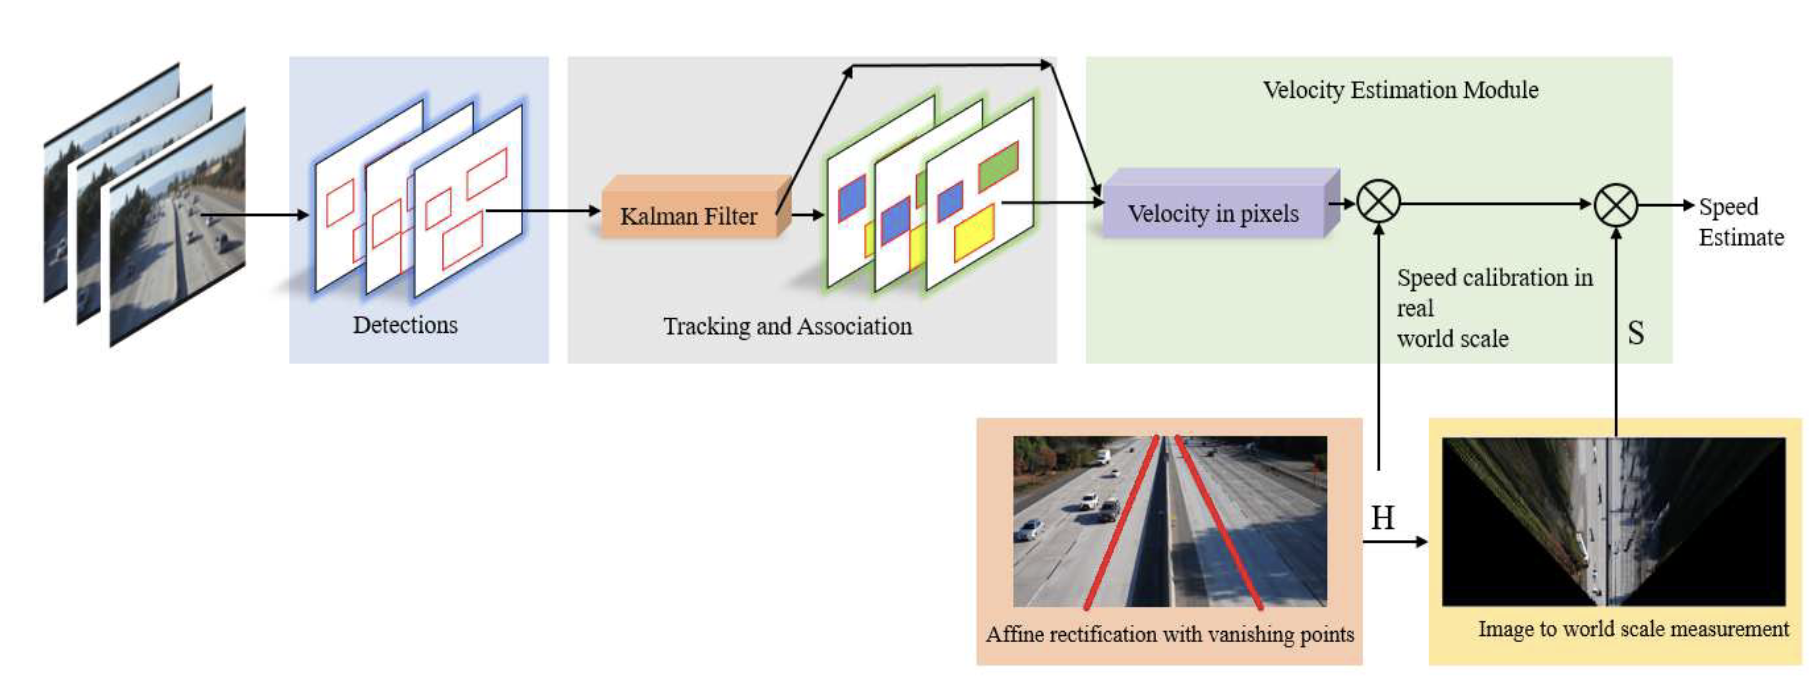 Velocity Estimation Module
Kalman Filter
Velocity in pixels
Speed
Estimate
Detections
Tracking and Association
Speed calibration in
real
world scale
S
H
Affine rectification with vanishing points
Image to world scale measurement